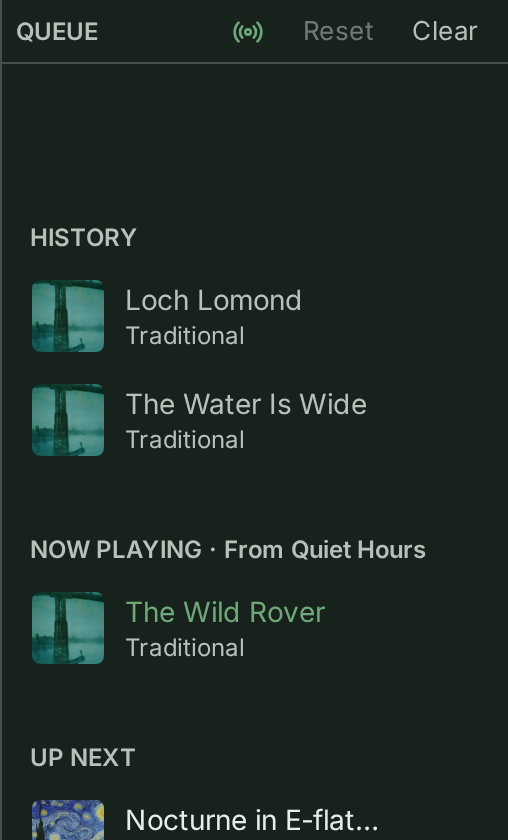 QUEUE
Reset
Clear
HISTORY
Loch Lomond
Traditional
The Water Is Wide
Traditional
NOW PLAYING · From Quiet Hours
The Wild Rover
Traditional
UP NEXT
Nocturne in E-flat...